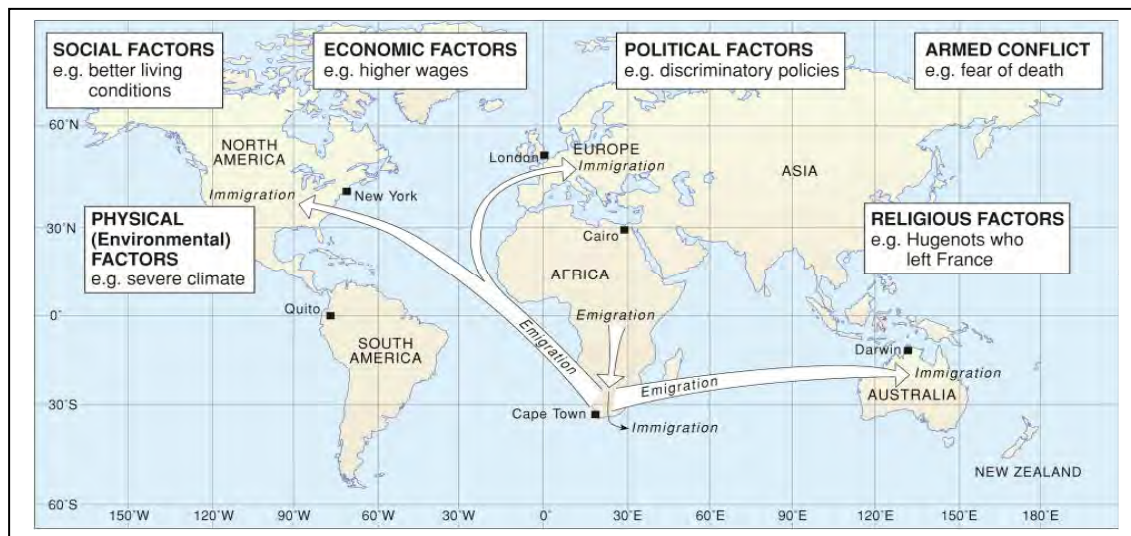 SOCIAL FACTORS
e.g. better living
conditions
ECONOMIC FACTORS
e.g. higher wages
POLITICAL FACTORS
e.g. discriminatory policies
ARMED CONFLICT
e.g. fear of death
60˚N
NORTH
AMERICA
London
EUROPE
Immigration
ASIA
Immigration
New York
PHYSICAL
(Environmental)
FACTORS
e.g. severe climate
RELIGIOUS FACTORS
e.g. Hugenots who
left France
30˚N
Cairo
AFRICA
Quito
0˚
Emigration
Emigration
SOUTH
AMERICA
Darwin
Immigration
Emigration
AUSTRALIA
30˚S
Cape Town
Immigration
NEW ZEALAND
60˚S
150˚W
120˚W
90˚W
60˚W
30˚W
0˚
30˚E
60˚E
90˚E
120˚E
150˚E
180˚E